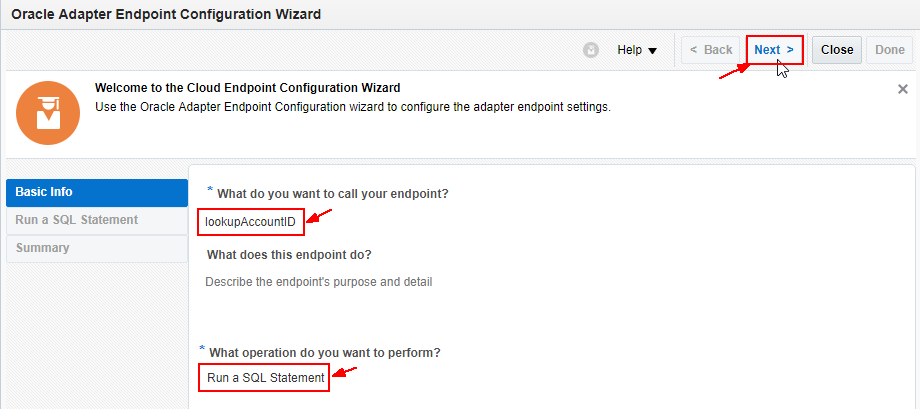 Oracle Adapter Endpoint Configuration Wizard
Help
< Back
Next >
Close
Done
Welcome to the Cloud Endpoint Configuration Wizard
Use the Oracle Adapter Endpoint Configuration wizard to configure the adapter endpoint settings.
Basic Info
Run a SQL Statement
Summary
* What do you want to call your endpoint?
lookupAccountID
What does this endpoint do?
Describe the endpoint's purpose and detail
* What operation do you want to perform?
Run a SQL Statement